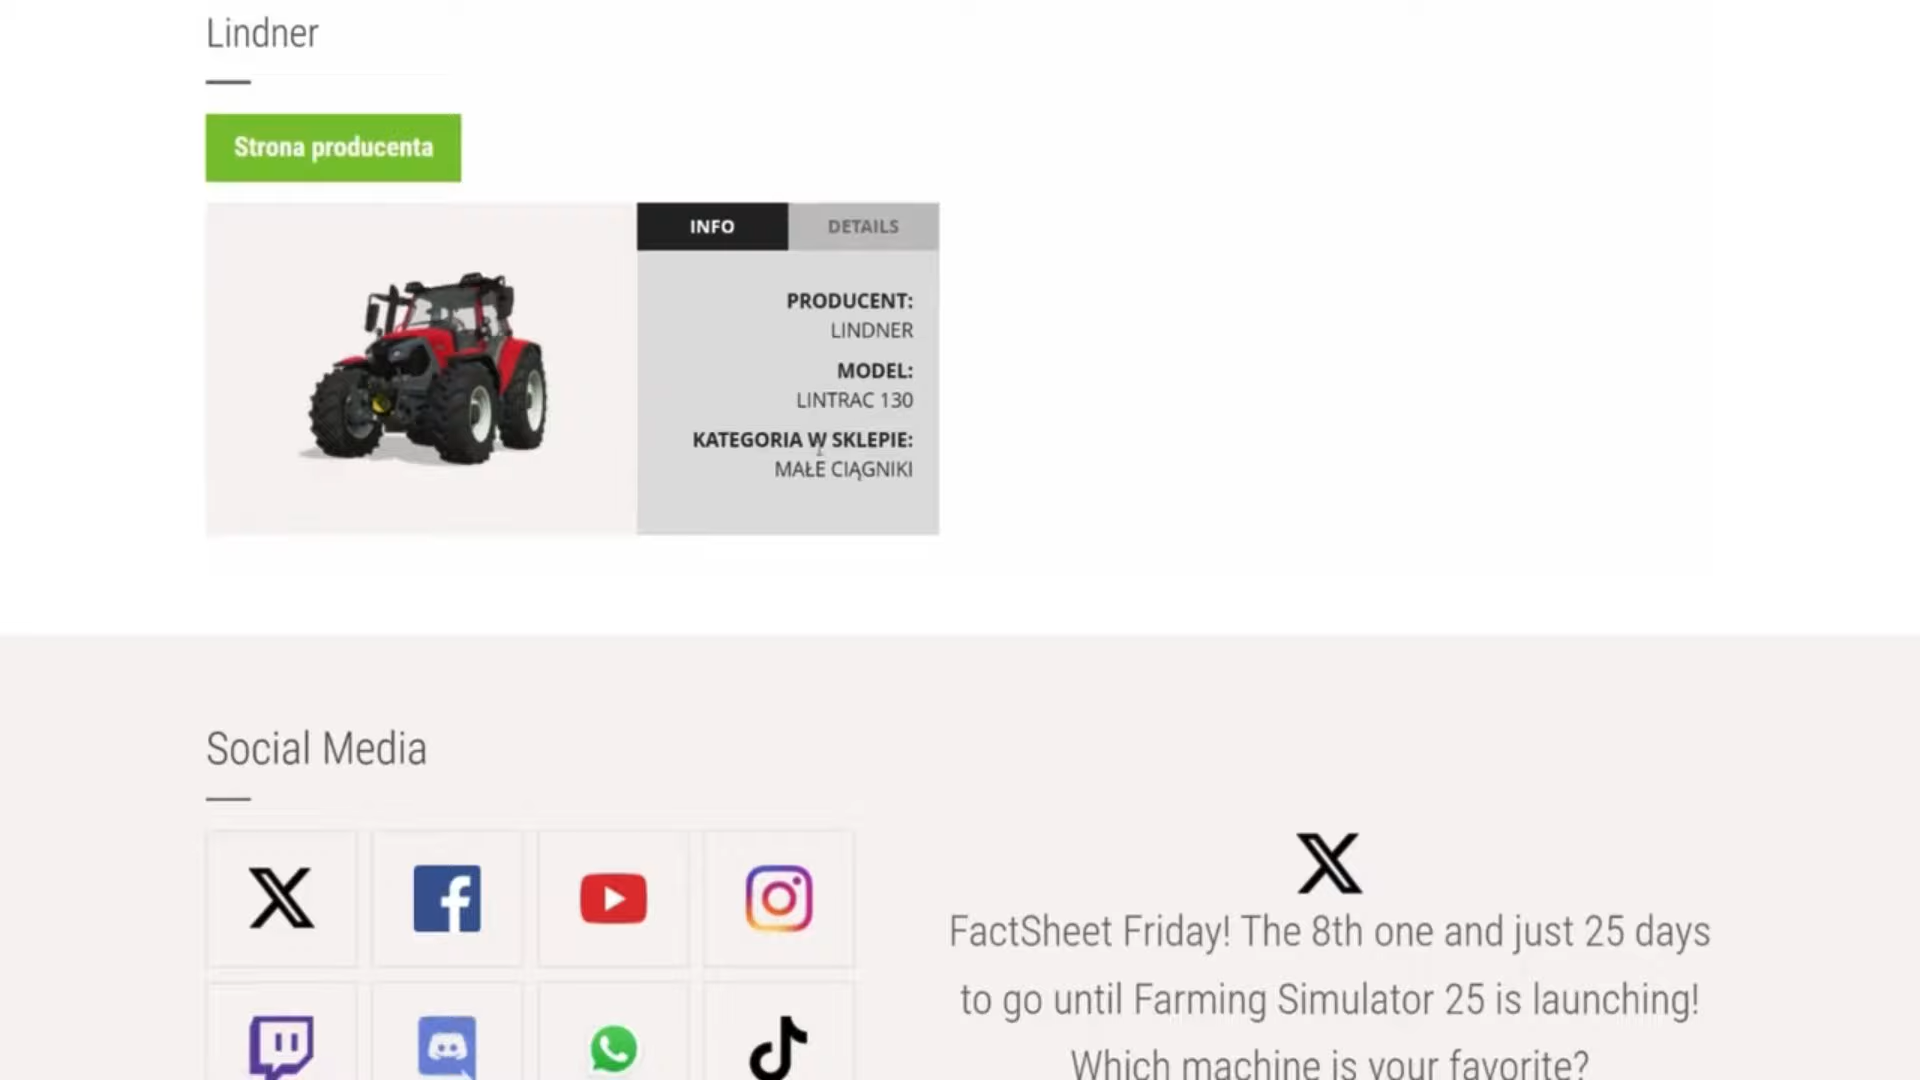 Lindner
Strona producenta
INFO
DETAILS
PRODUCENT:
LINDNER
MODEL:
LINTRAC 130
KATEGORIA W SKLEPIE:
MAŁE CIĄGNIKI
Social Media
FactSheet Friday! The 8th one and just 25 days
to go until Farming Simulator 25 is launching!
Which machine is your favorite?